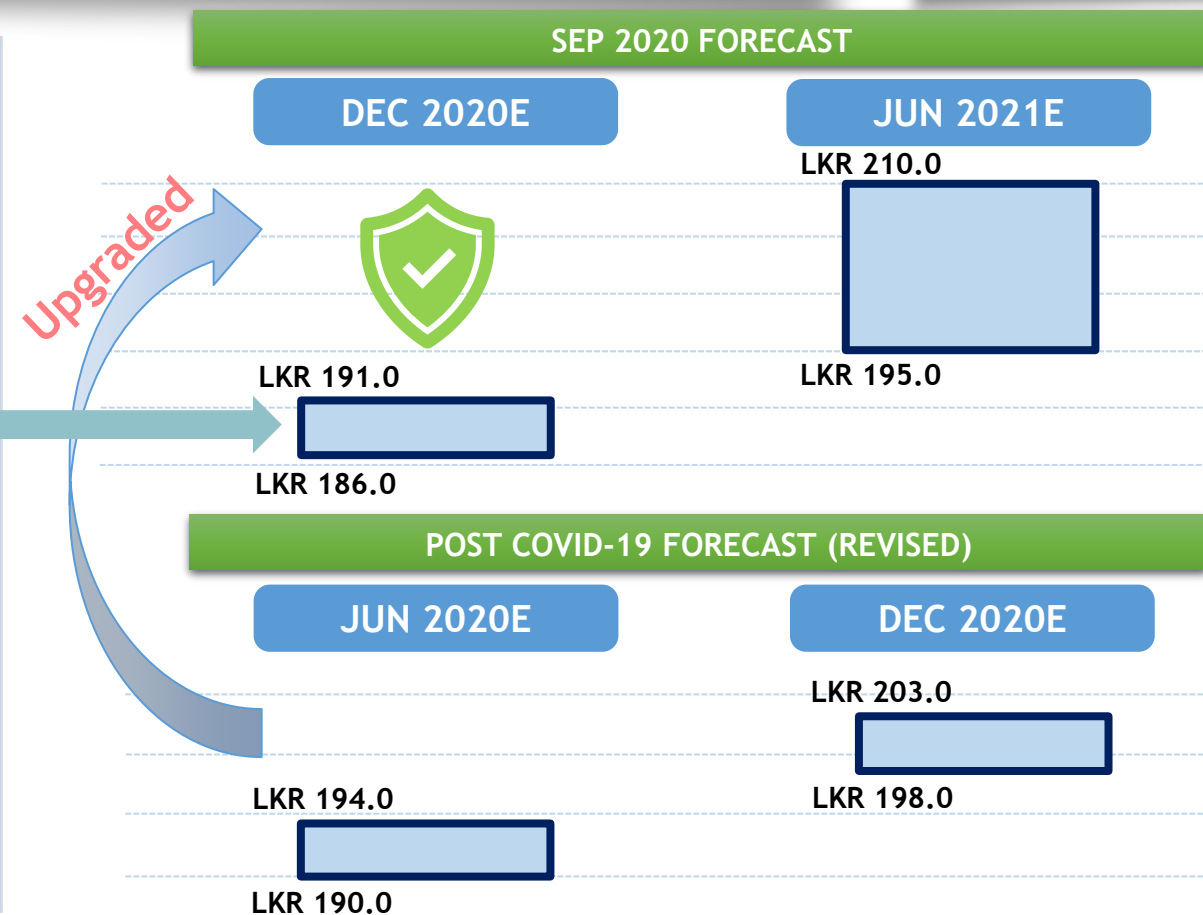 SEP 2020 FORECAST
DEC 2020E
JUN 2021E
LKR 210.0
Upgraded
LKR 191.0
LKR 195.0
LKR 186.0
POST COVID-19 FORECAST (REVISED)
JUN 2020E
DEC 2020E
LKR 203.0
LKR 194.0
LKR 198.0
LKR 190.0